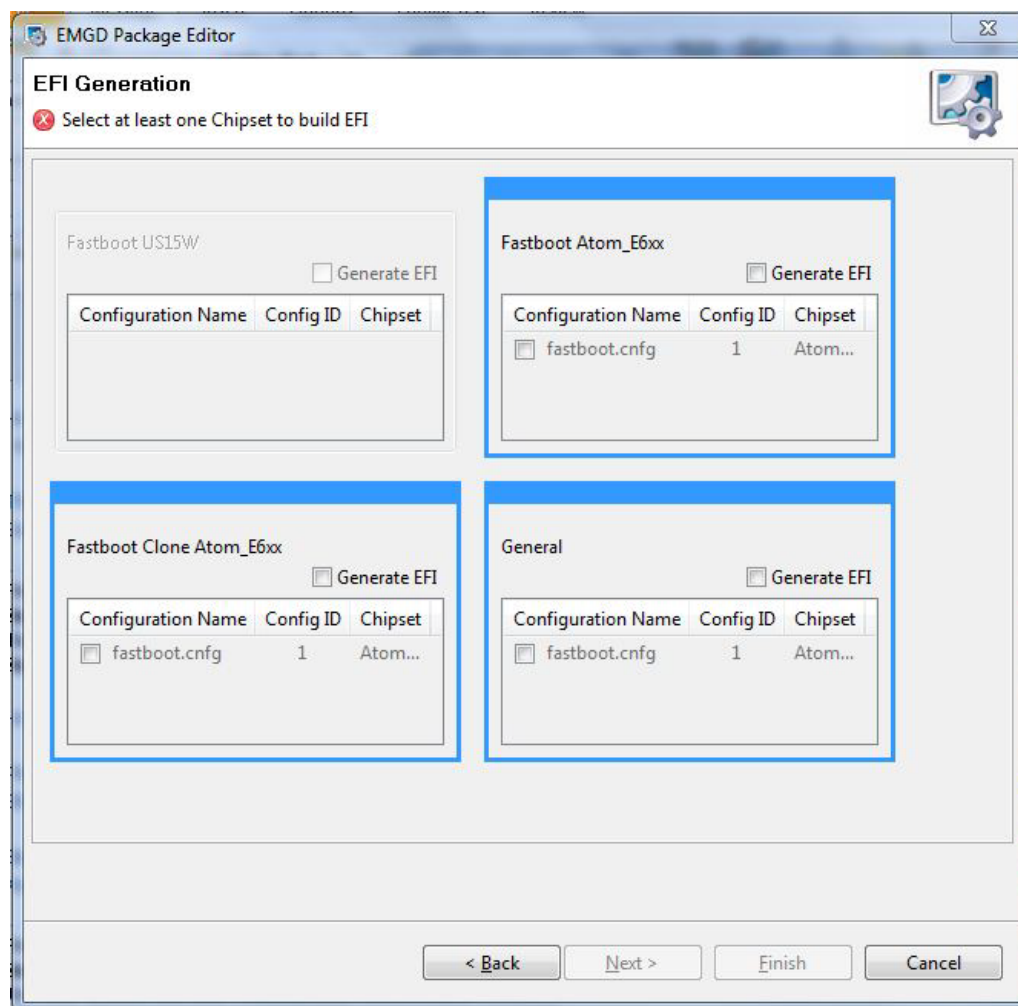 EMGD Package Editor
EFI Generation
Select at least one Chipset to build EFI
Fastboot US15W
Generate EFI
Configuration Name Config ID Chipset
Fastboot Atom_E6xx
Generate EFI
Configuration Name Config ID Chipset
fastboot.cnfg 1 Atom...
Fastboot Clone Atom_E6xx
Generate EFI
Configuration Name Config ID Chipset
fastboot.cnfg 1 Atom...
General
Generate EFI
Configuration Name Config ID Chipset
fastboot.cnfg 1 Atom...
< Back Next > Finish Cancel